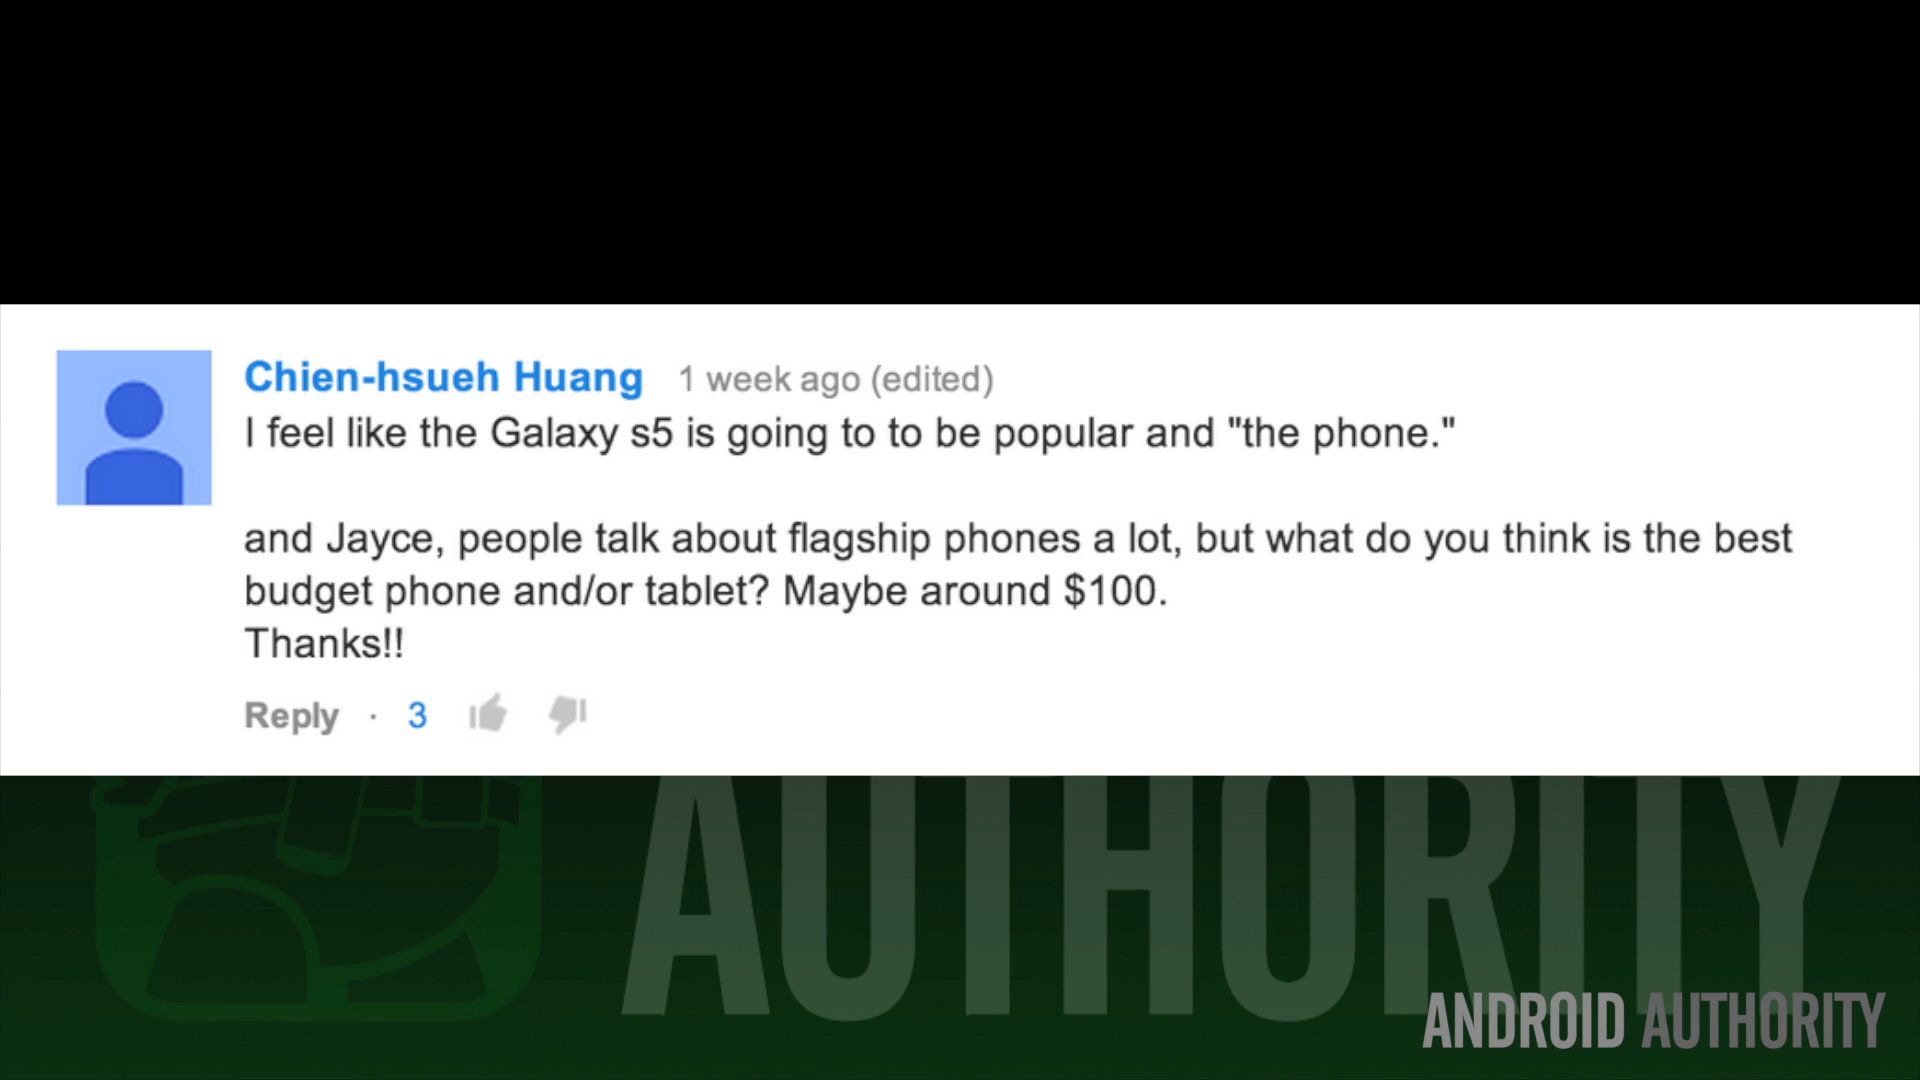 Chien-hsueh Huang 1 week ago (edited)
I feel like the Galaxy s5 is going to to be popular and "the phone."
and Jayce, people talk about flagship phones a lot, but what do you think is the best
budget phone and/or tablet? Maybe around $100.
Thanks!!
Reply · 3
AUTHORITY
ANDROID AUTHORITY